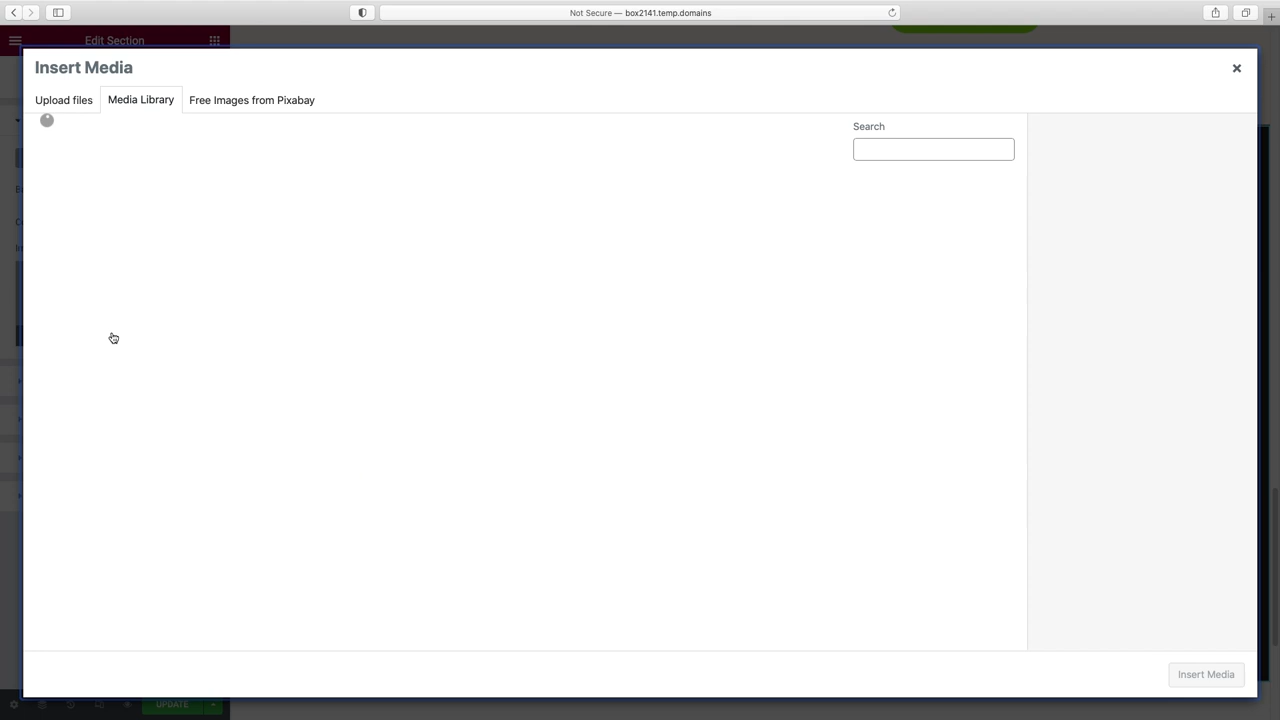 Not Secure — box2141.temp.domains
Edit Section
Insert Media
Upload files
Media Library
Free Images from Pixabay
Search
Insert Media
UPDATE